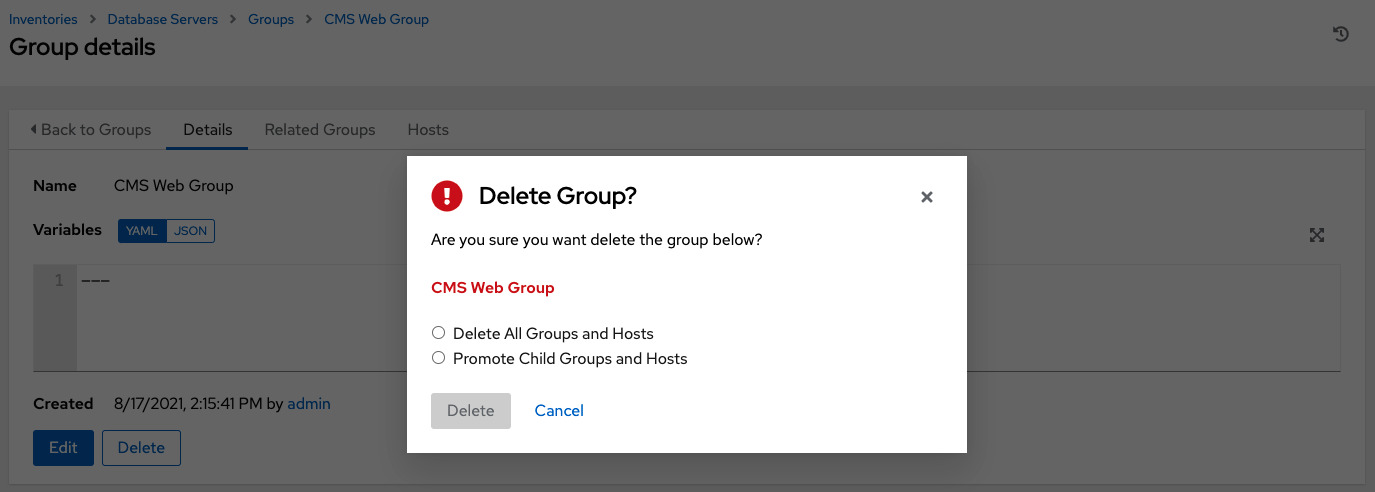 Inventories > Database Servers > Groups > CMS Web Group
Group details
Back to Groups Details Related Groups Hosts
Name CMS Web Group
Variables YAML JSON
1 ---
Created 8/17/2021, 2:15:41 PM by admin
Edit Delete
Delete Group?
Are you sure you want delete the group below?
CMS Web Group
Delete All Groups and Hosts
Promote Child Groups and Hosts
Delete Cancel